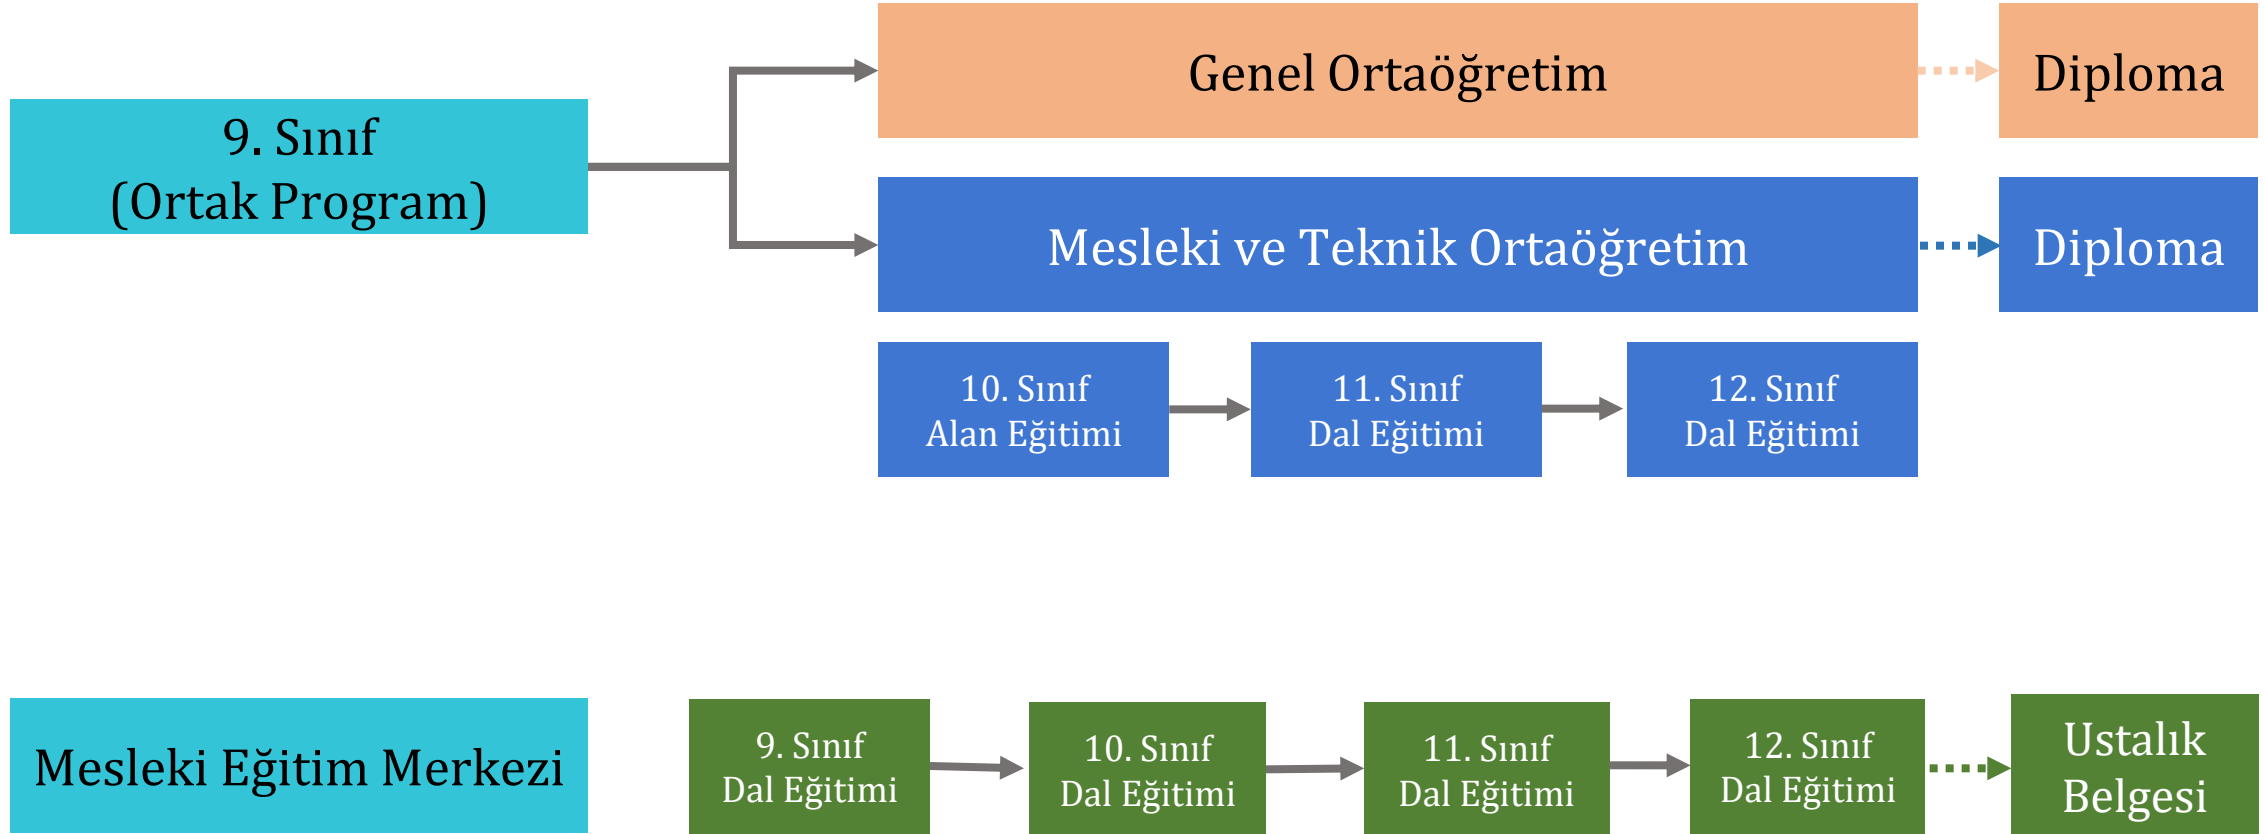 Genel Ortaöğretim
Diploma
9. Sınıf
(Ortak Program)
Mesleki ve Teknik Ortaöğretim
Diploma
10. Sınıf
Alan Eğitimi
11. Sınıf
Dal Eğitimi
12. Sınıf
Dal Eğitimi
Mesleki Eğitim Merkezi
9. Sınıf
Dal Eğitimi
10. Sınıf
Dal Eğitimi
11. Sınıf
Dal Eğitimi
12. Sınıf
Dal Eğitimi
Ustalık
Belgesi